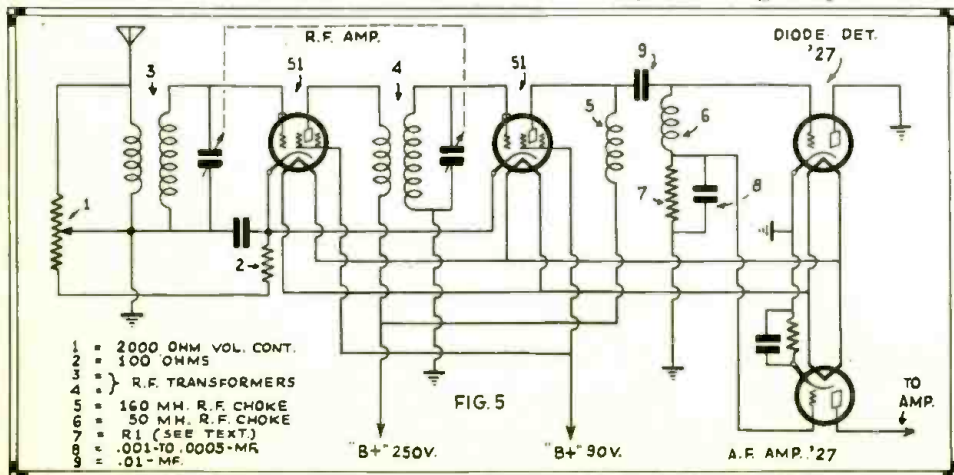 R.F. AMP.
DIODE DET.
'27
3
51
4
51
9
5
6
1
7
8
2
1 = 2000 OHM VOL. CONT.
2 = 100 OHMS
3 =
4 = } R.F. TRANSFORMERS
5 = 160 MH. R.F. CHOKE
6 = 50 MH. R.F. CHOKE
7 = R1 (SEE TEXT.)
8 = .001-TO .0005-MF.
9 = .01-MF.
FIG. 5
"B+" 250V.
"B+" 90V.
A.F. AMP. '27
TO
AMP.